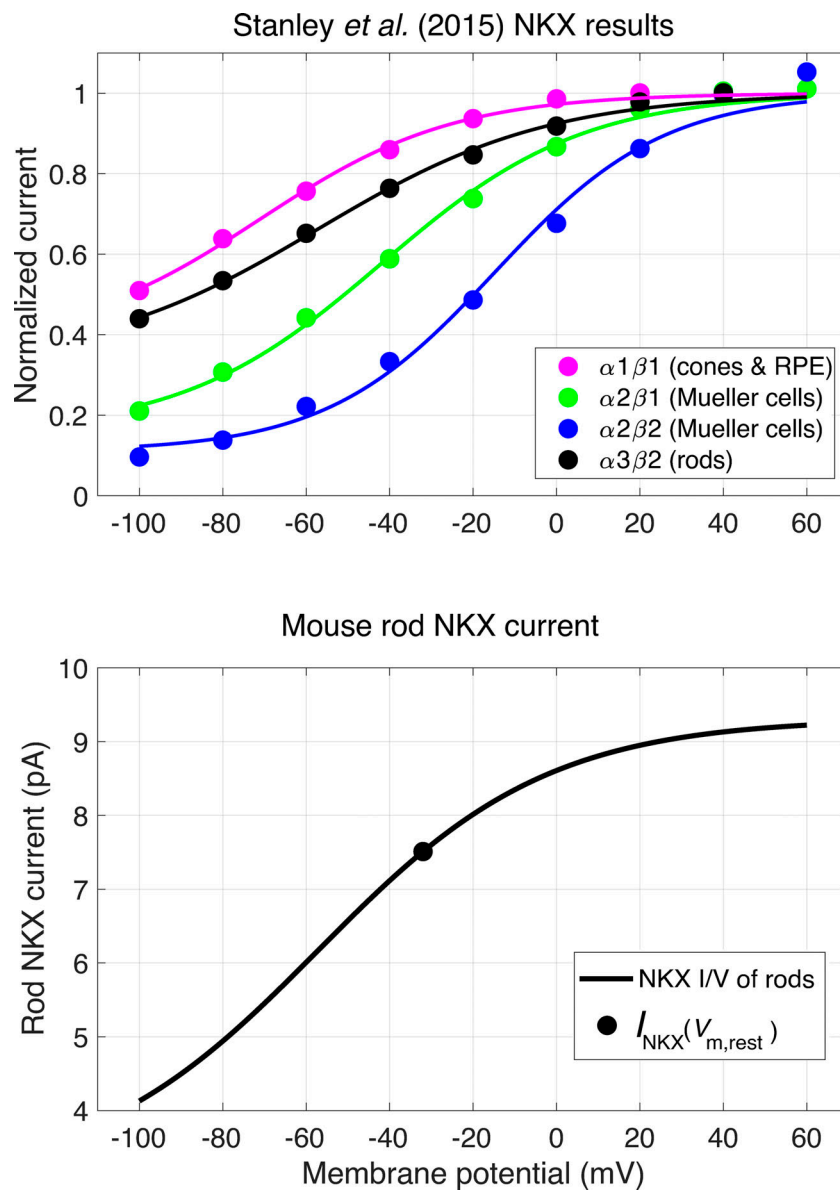 Stanley et al. (2015) NKX results
Normalized current
1
0.8
0.6
0.4
0.2
0
α1β1 (cones & RPE)
α2β1 (Mueller cells)
α2β2 (Mueller cells)
α3β2 (rods)
-100 -80 -60 -40 -20 0 20 40 60
Mouse rod NKX current
Rod NKX current (pA)
10
9
8
7
6
5
4
NKX I/V of rods
I_NKX(V_m,rest)
-100 -80 -60 -40 -20 0 20 40 60
Membrane potential (mV)